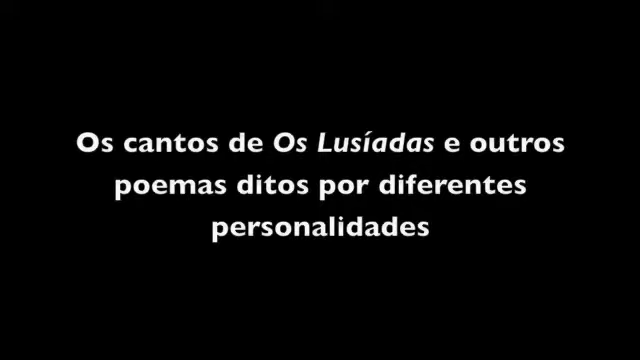 Os cantos de Os Lusíadas e outros
poemas ditos por diferentes
personalidades